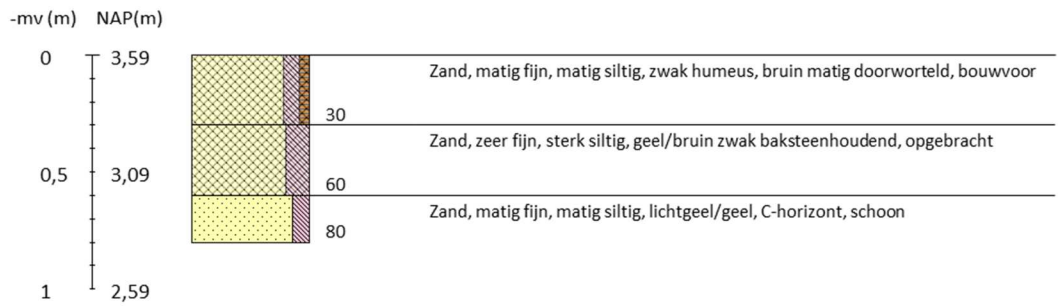 -mv (m) NAP(m)
0 3,59
Zand, matig fijn, matig siltig, zwak humeus, bruin matig doorworteld, bouwvoor
30
Zand, zeer fijn, sterk siltig, geel/bruin zwak baksteenhoudend, opgebracht
0,5 3,09
60
Zand, matig fijn, matig siltig, lichtgeel/geel, C-horizont, schoon
80
1 2,59